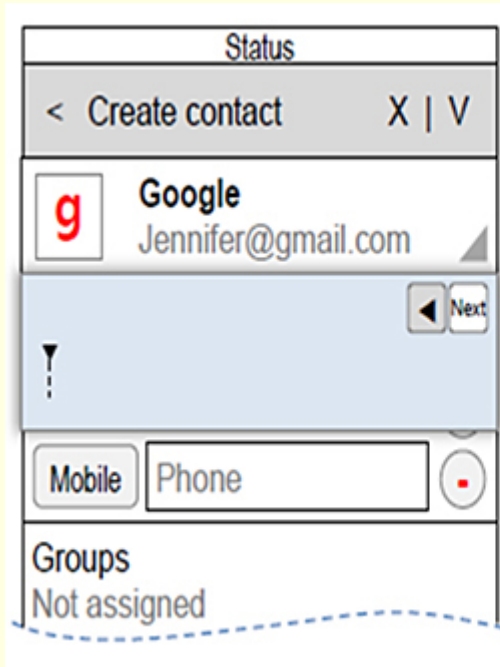 Status
< Create contact X | V
g Google
Jennifer@gmail.com
◀ Next
Mobile Phone -
Groups
Not assigned